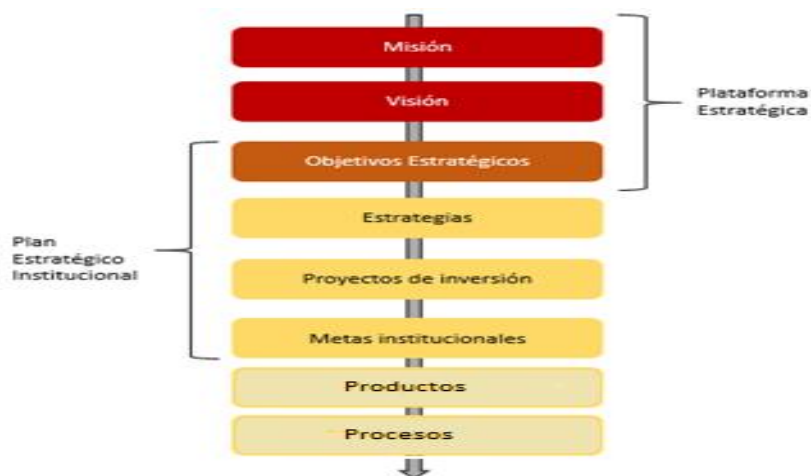 Misión
Visión
Plataforma
Estratégica
Objetivos Estratégicos
Estrategias
Plan
Estratégico
Institucional
Proyectos de inversión
Metas institucionales
Productos
Procesos